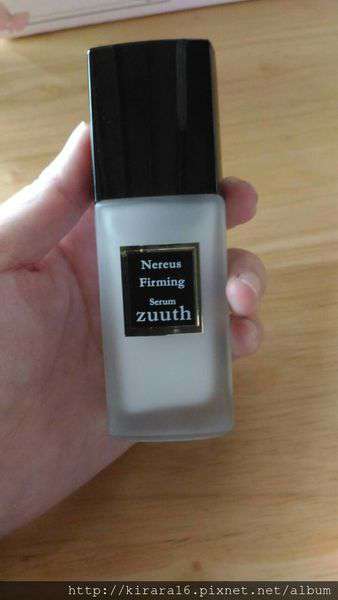 Nereus
Firming
Serum
zuuth
http://kirara16.pixnet.net/album